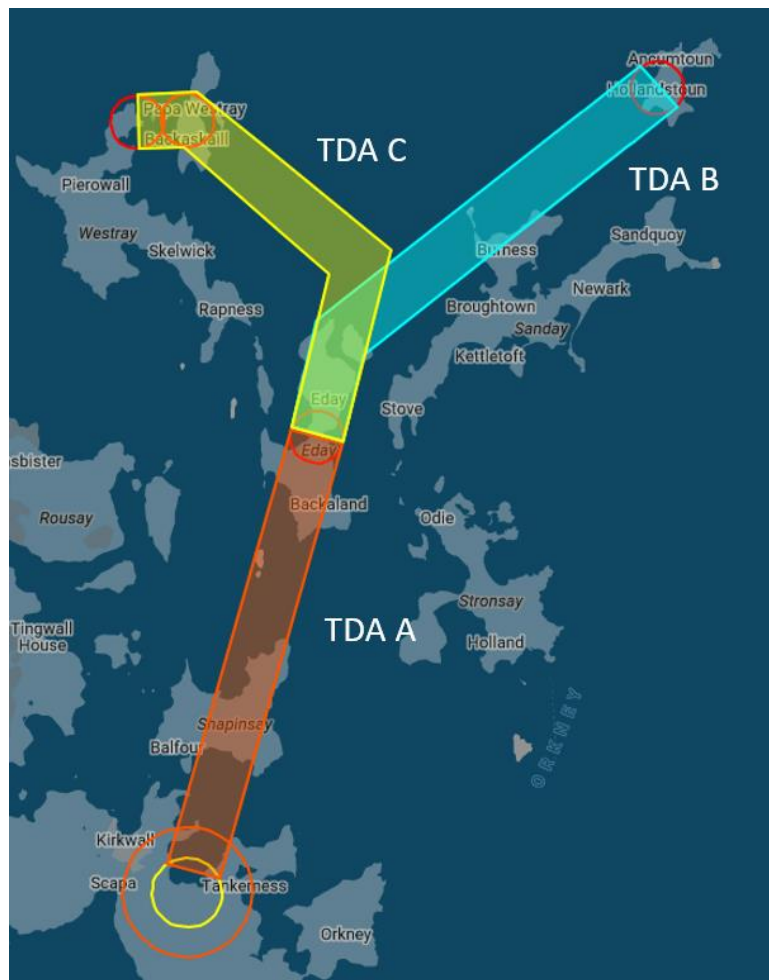 Ancumtoun
Hollandstoun
Papa Westray
Backaskaill
TDA C
Pierowall
TDA B
Westray
Skelwick
Burness
Sandquoy
Rapness
Newark
Broughtown
Sanday
Kettletoft
Eday
Stove
Eday
Backaland
Odie
Rousay
Stronsay
TDA A
Holland
Tingwall
House
Shapinsay
Balfour
ORKNEY
Kirkwall
Scapa
Tankerness
Orkney